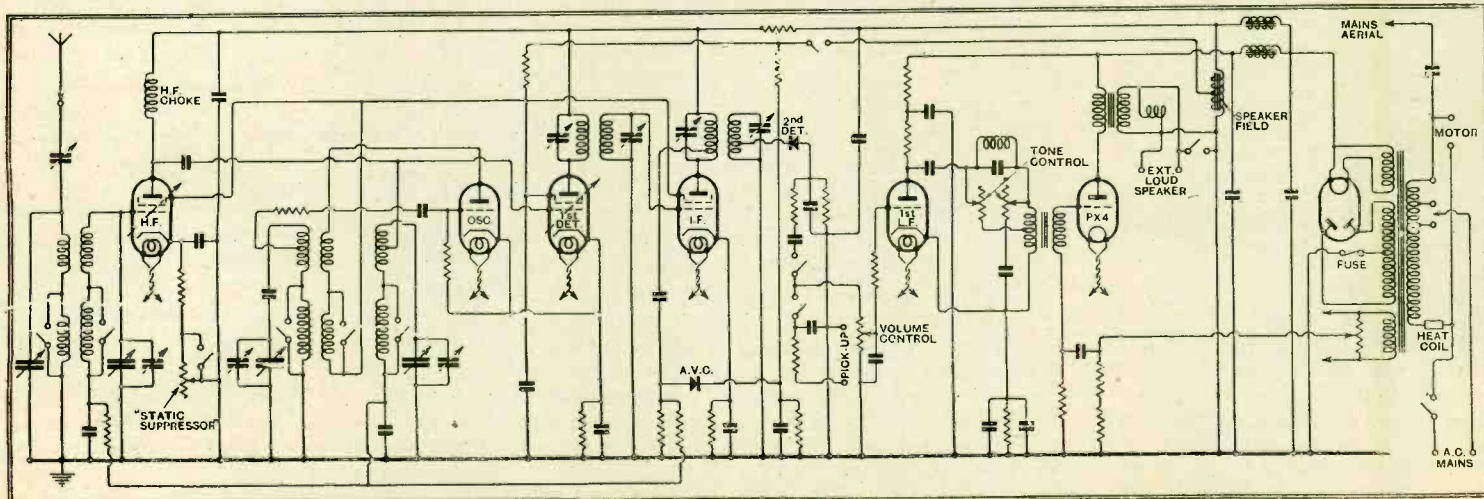 MAINS
AERIAL
H.F.
CHOKE
2nd
DET.
SPEAKER
FIELD
MOTOR
TONE
CONTROL
EXT.
LOUD
SPEAKER
H.F.
OSC.
1st
DET.
I.F.
1st
L.F.
PX4
FUSE
VOLUME
CONTROL
PICK-UP
HEAT
COIL
A.V.C.
"STATIC
SUPPRESSOR"
A.C.
MAINS